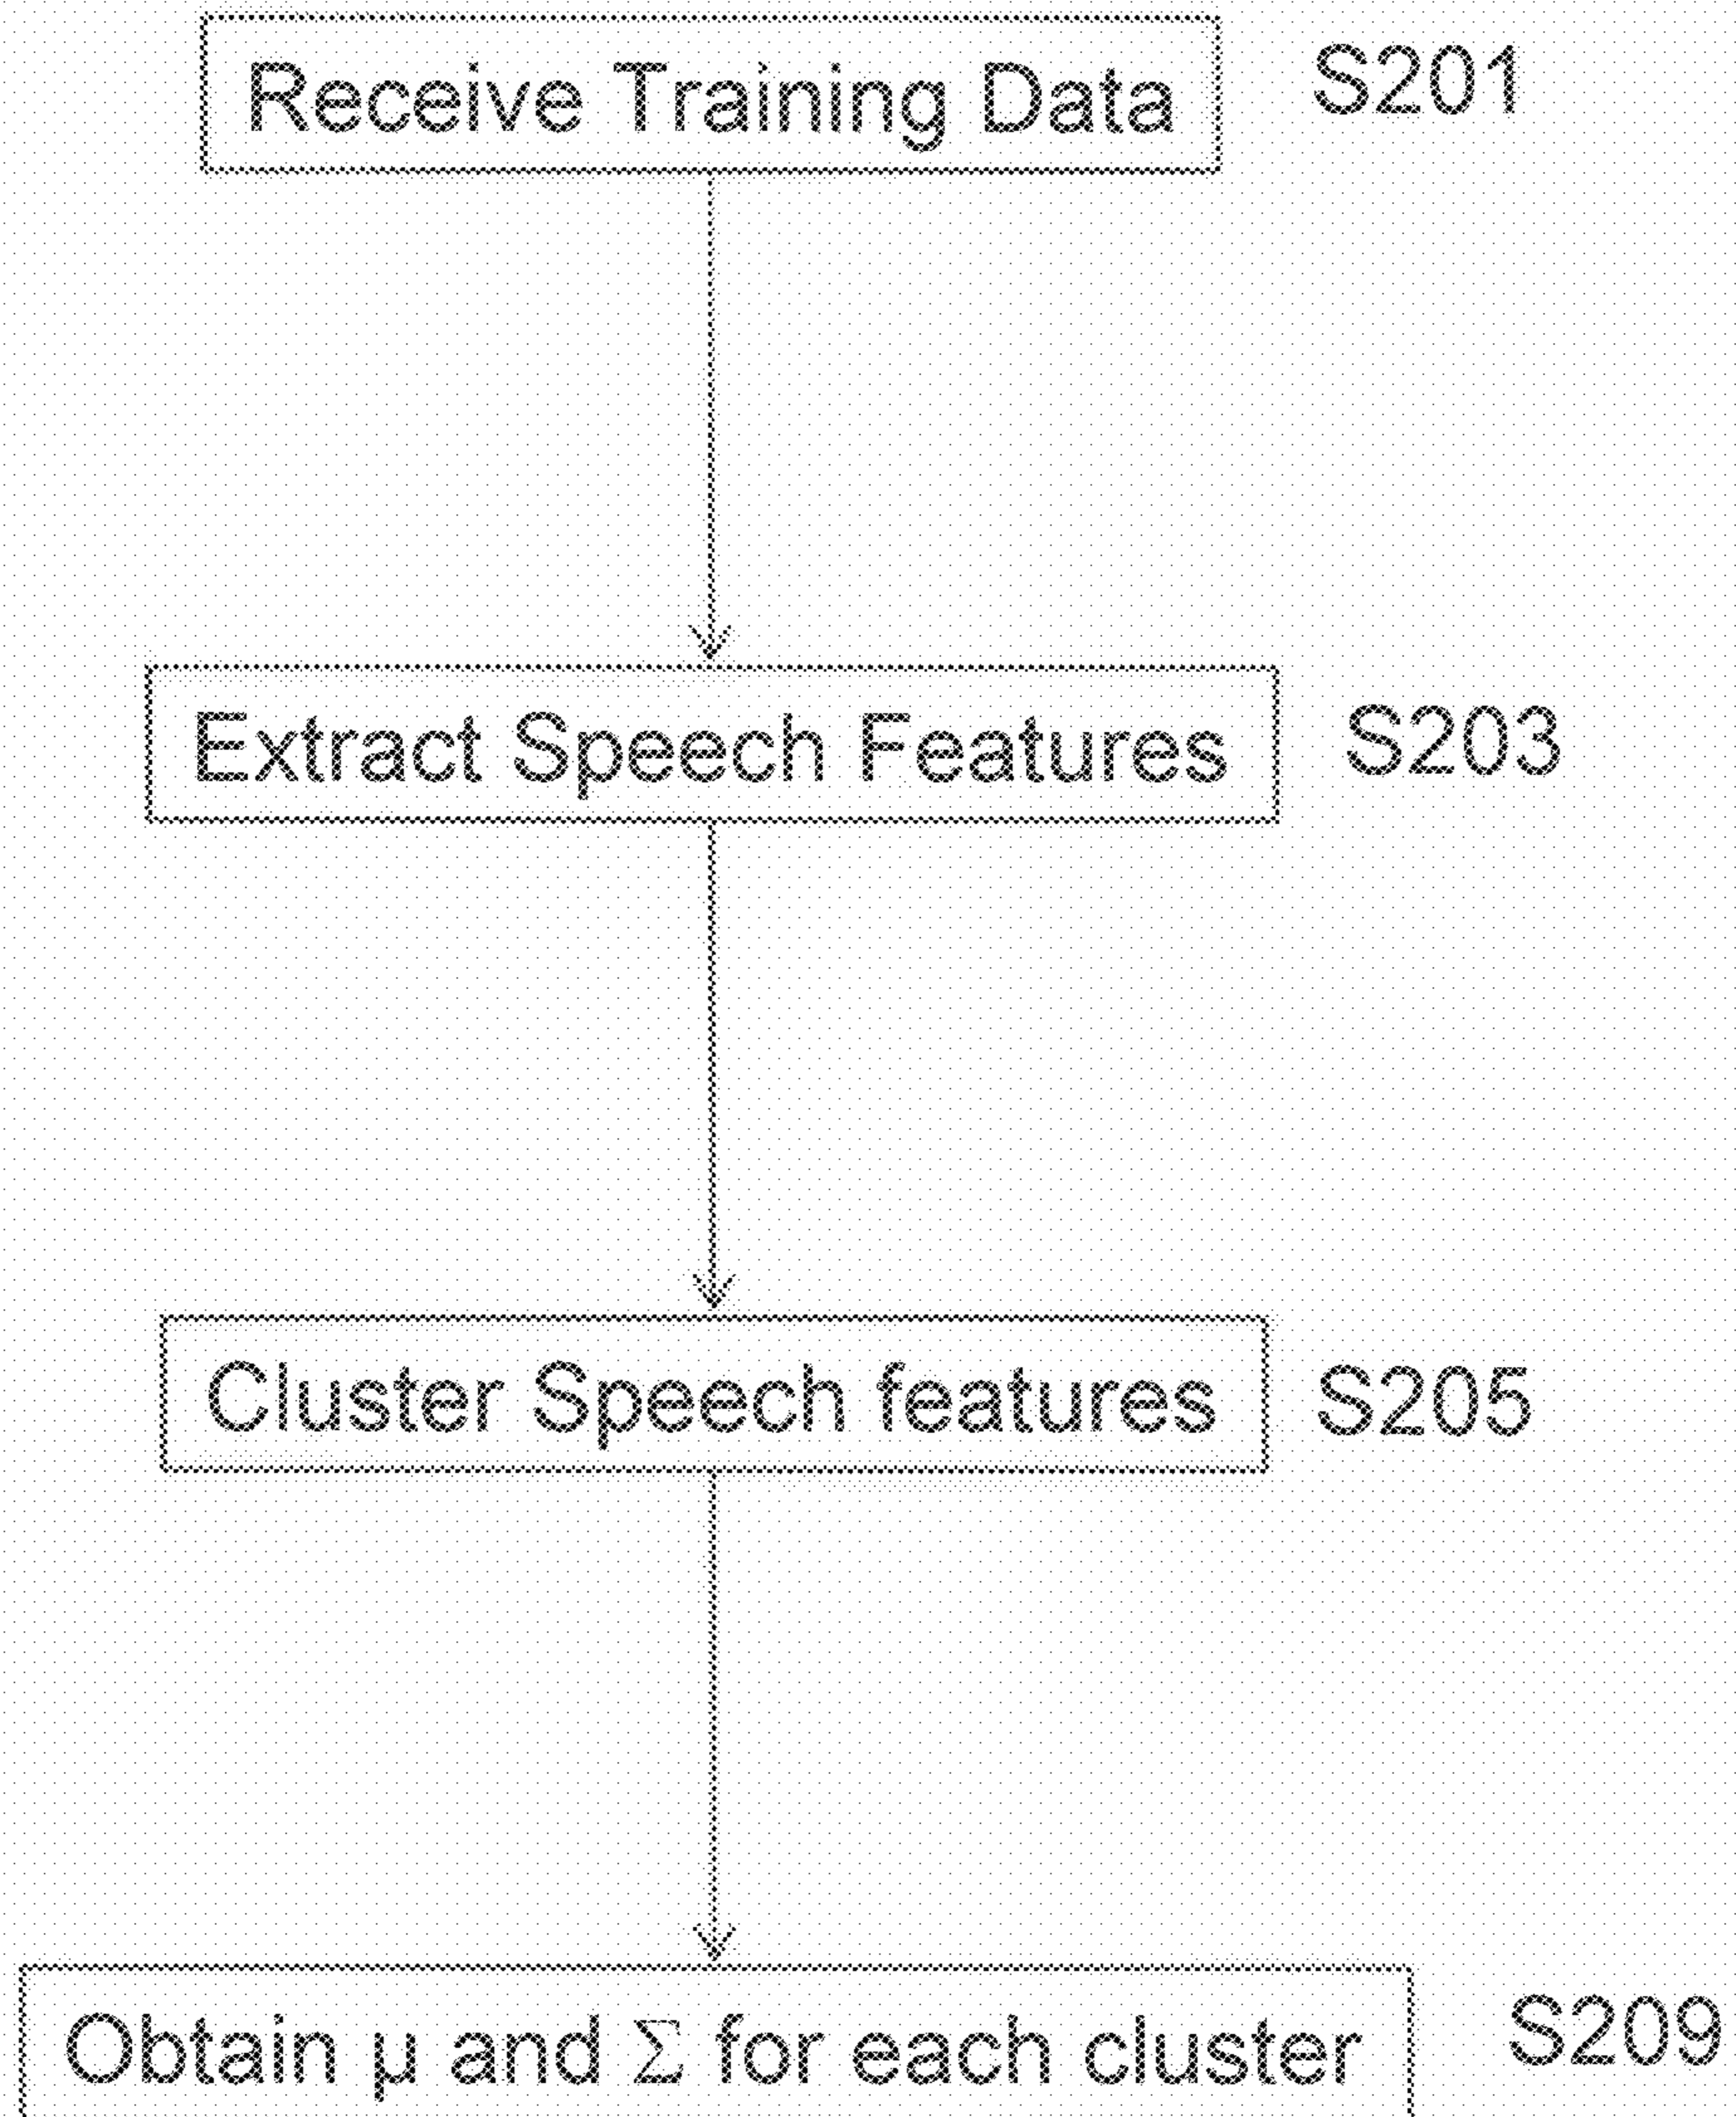 Receive Training Data S201
Extract Speech Features S203
Cluster Speech features S205
Obtain μ and Σ for each cluster S209